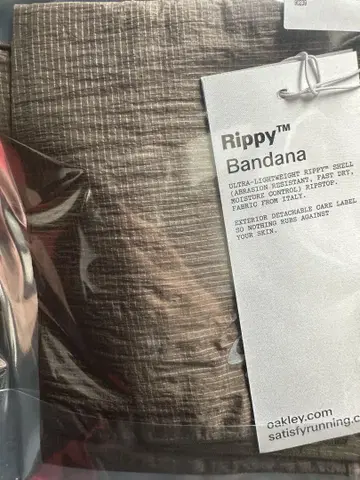 Rippy™
Bandana
ULTRA-LIGHTWEIGHT RIPPY™ SHELL
(ABRASION RESISTANT, FAST DRY,
MOISTURE CONTROL) RIPSTOP.
FABRIC FROM ITALY.
EXTERIOR DETACHABLE CARE LABEL
SO NOTHING RUBS AGAINST
YOUR SKIN.
oakley.com
satisfyrunning.c